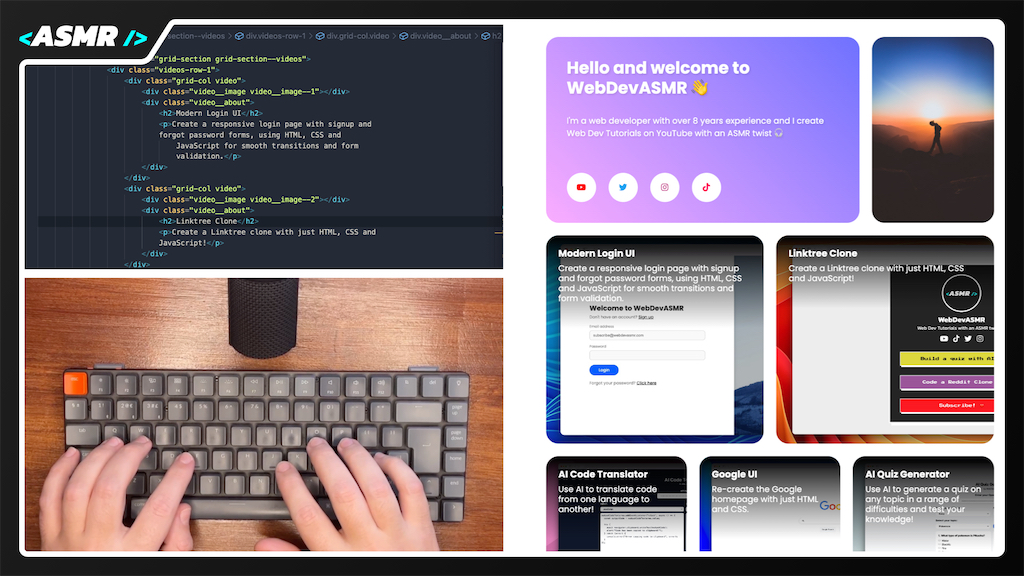 <ASMR />
section--videos > div.videos-row-1 > div.grid-col.video > div.video__about > h2
"grid-section grid-section--videos">
<div class="videos-row-1">
<div class="grid-col video">
<div class="video__image video__image--1"></div>
<div class="video__about">
<h2>Modern Login UI</h2>
<p>Create a responsive login page with signup and
forgot password forms, using HTML, CSS and
JavaScript for smooth transitions and form
validation.</p>
</div>
</div>
<div class="grid-col video">
<div class="video__image video__image--2"></div>
<div class="video__about">
<h2>Linktree Clone</h2>
<p>Create a Linktree clone with just HTML, CSS and
JavaScript!</p>
</div>
</div>
Hello and welcome to
WebDevASMR 👋
I'm a web developer with over 8 years experience and I create
Web Dev Tutorials on YouTube with an ASMR twist 🎧
Modern Login UI
Create a responsive login page with signup
and forgot password forms, using HTML, CSS
and JavaScript for smooth transitions and
form validation.
Welcome to WebDevASMR
Don't have an account? Sign up
Email address
subscribe@webdevasmr.com
Password
Login
Forgot your password? Click here
Linktree Clone
Create a Linktree clone with just HTML, CSS
and JavaScript!
<ASMR />
WebDevASMR
Web Dev Tutorials with an ASMR tw
Build a quiz with AI
Code a Reddit Clone
Subscribe!
AI Code Translator
Use AI to translate code
from one language to
another!
Google UI
Re-create the Google
homepage with just HTML
and CSS.
Goo
AI Quiz Generator
Use AI to generate a quiz on
any topic in a range of
difficulties and test your
knowledge!
page
up
page
down
home
end